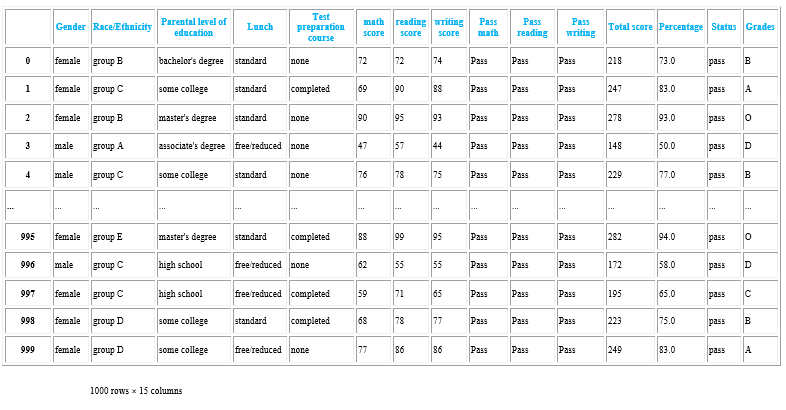 Gender Race/Ethnicity Parental level of education Lunch Test preparation course math score reading score writing score Pass math Pass reading Pass writing Total score Percentage Status Grades
0 female group B bachelor's degree standard none 72 72 74 Pass Pass Pass 218 73.0 pass B
1 female group C some college standard completed 69 90 88 Pass Pass Pass 247 83.0 pass A
2 female group B master's degree standard none 90 95 93 Pass Pass Pass 278 93.0 pass O
3 male group A associate's degree free/reduced none 47 57 44 Pass Pass Pass 148 50.0 pass D
4 male group C some college standard none 76 78 75 Pass Pass Pass 229 77.0 pass B
... ... ... ... ... ... ... ... ... ... ... ... ... ... ... ...
995 female group E master's degree standard completed 88 99 95 Pass Pass Pass 282 94.0 pass O
996 male group C high school free/reduced none 62 55 55 Pass Pass Pass 172 58.0 pass D
997 female group C high school free/reduced completed 59 71 65 Pass Pass Pass 195 65.0 pass C
998 female group D some college standard completed 68 78 77 Pass Pass Pass 223 75.0 pass B
999 female group D some college free/reduced none 77 86 86 Pass Pass Pass 249 83.0 pass A
1000 rows × 15 columns